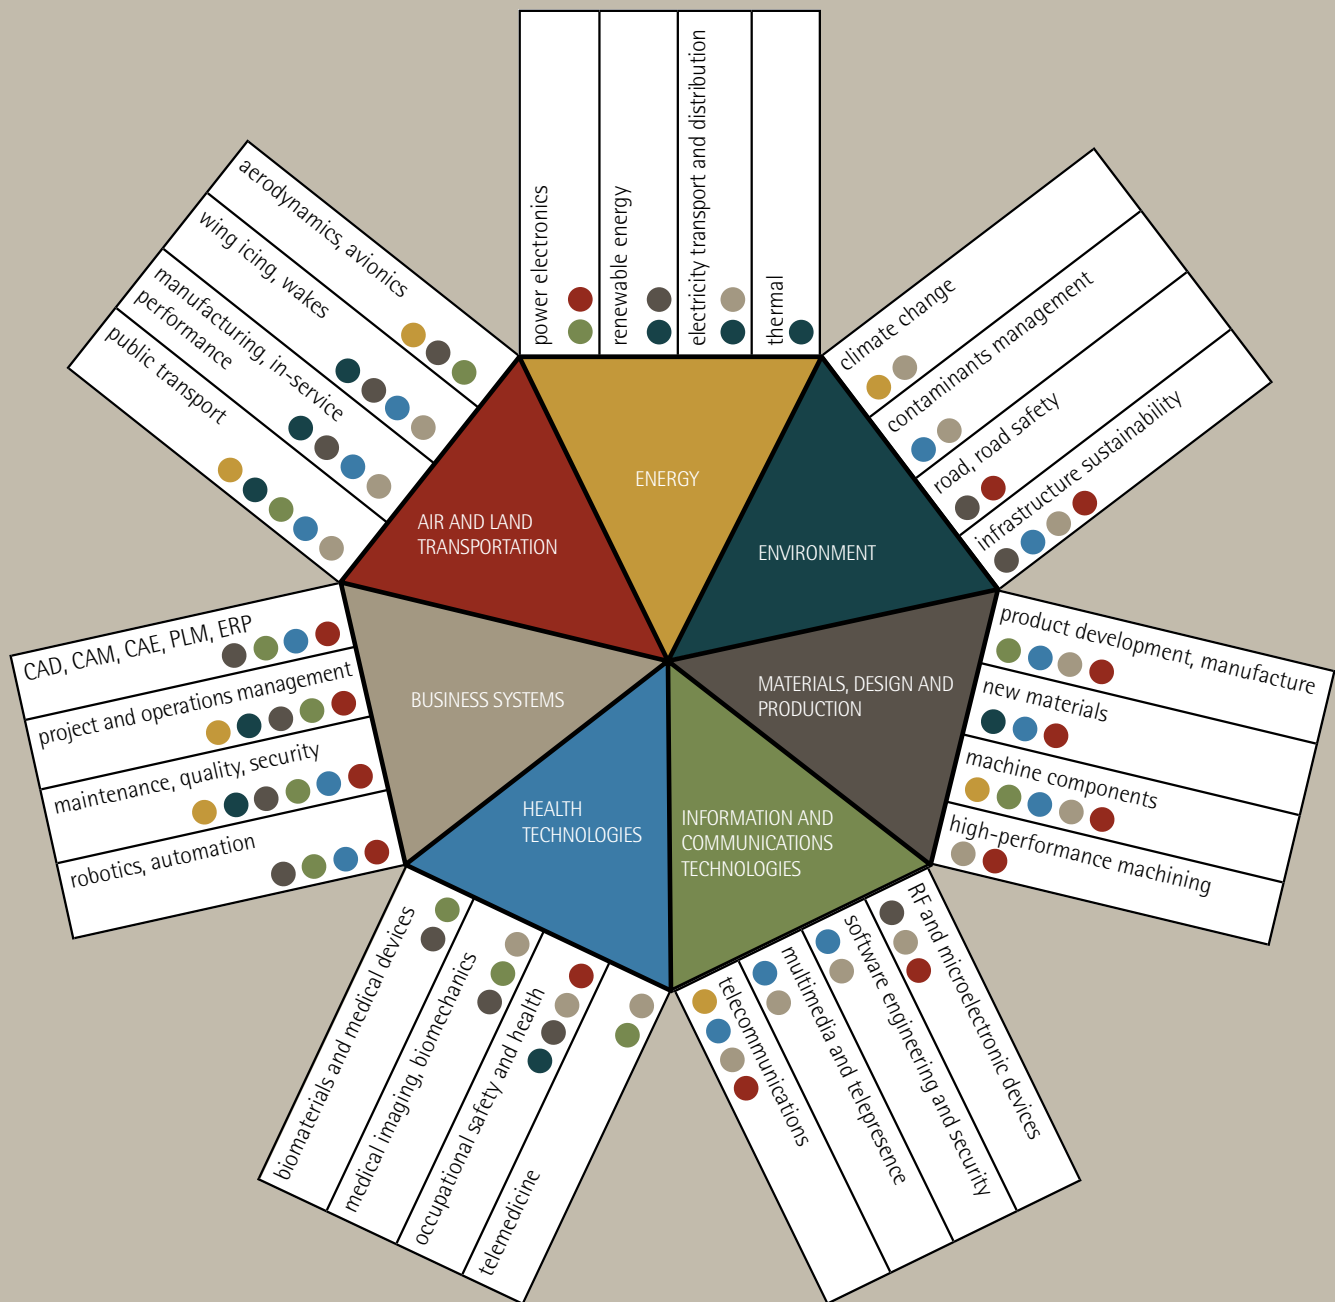 power electronics
renewable energy
electricity transport and distribution
thermal
climate change
contaminants management
road, road safety
infrastructure sustainability
product development, manufacture
new materials
machine components
high-performance machining
RF and microelectronic devices
software engineering and security
multimedia and telepresence
telecommunications
telemedicine
occupational safety and health
medical imaging, biomechanics
biomaterials and medical devices
robotics, automation
maintenance, quality, security
project and operations management
CAD, CAM, CAE, PLM, ERP
public transport
manufacturing, in-service
performance
wing icing, wakes
aerodynamics, avionics
ENERGY
ENVIRONMENT
MATERIALS, DESIGN AND
PRODUCTION
INFORMATION AND
COMMUNICATIONS
TECHNOLOGIES
HEALTH
TECHNOLOGIES
BUSINESS SYSTEMS
AIR AND LAND
TRANSPORTATION